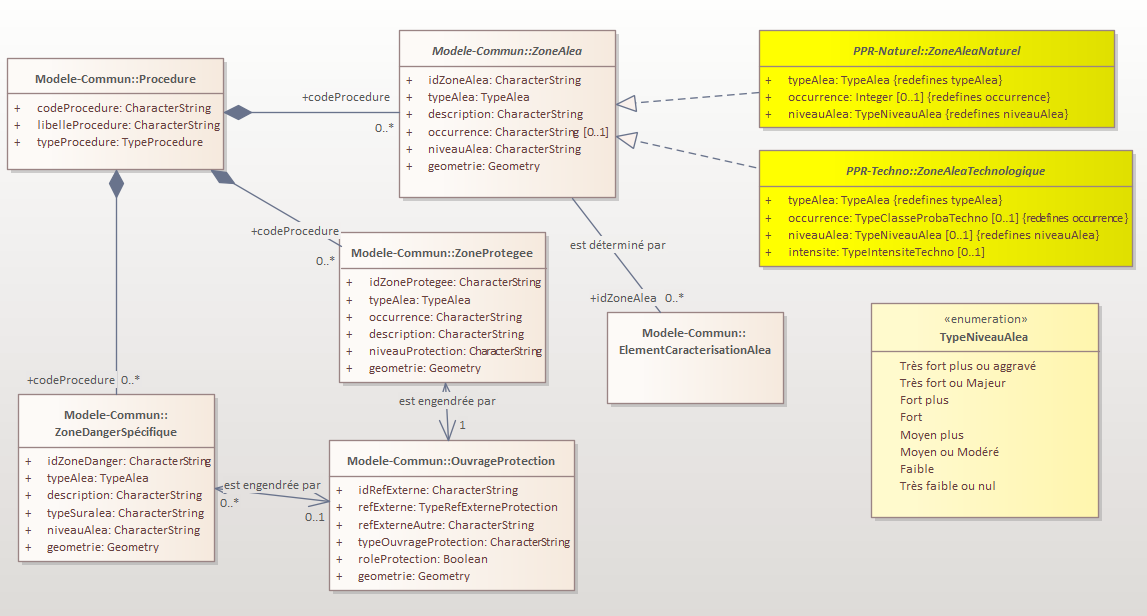 Modele-Commun::Procedure
+ codeProcedure: CharacterString
+ libelleProcedure: CharacterString
+ typeProcedure: TypeProcedure
+codeProcedure
0..*
Modele-Commun::ZoneAlea
+ idZoneAlea: CharacterString
+ typeAlea: TypeAlea
+ description: CharacterString
+ occurrence: CharacterString [0..1]
+ niveauAlea: CharacterString
+ geometrie: Geometry
PPR-Naturel::ZoneAleaNaturel
+ typeAlea: TypeAlea {redefines typeAlea}
+ occurrence: Integer [0..1] {redefines occurrence}
+ niveauAlea: TypeNiveauAlea {redefines niveauAlea}
PPR-Techno::ZoneAleaTechnologique
+ typeAlea: TypeAlea {redefines typeAlea}
+ occurrence: TypeClasseProbaTechno [0..1] {redefines occurrence}
+ niveauAlea: TypeNiveauAlea [0..1] {redefines niveauAlea}
+ intensite: TypeIntensiteTechno [0..1]
+codeProcedure
0..*
Modele-Commun::ZoneProtegee
+ idZoneProtegee: CharacterString
+ typeAlea: TypeAlea
+ occurrence: CharacterString
+ description: CharacterString
+ niveauProtection: CharacterString
+ geometrie: Geometry
est déterminé par
+idZoneAlea 0..*
Modele-Commun::
ElementCaracterisationAlea
«enumeration»
TypeNiveauAlea
Très fort plus ou aggravé
Très fort ou Majeur
Fort plus
Fort
Moyen plus
Moyen ou Modéré
Faible
Très faible ou nul
+codeProcedure 0..*
Modele-Commun::
ZoneDangerSpécifique
+ idZoneDanger: CharacterString
+ typeAlea: TypeAlea
+ description: CharacterString
+ typeSuralea: CharacterString
+ niveauAlea: CharacterString
+ geometrie: Geometry
est engendrée par
1
est engendrée par
0..*
0..1
Modele-Commun::OuvrageProtection
+ idRefExterne: CharacterString
+ refExterne: TypeRefExterneProtection
+ refExterneAutre: CharacterString
+ typeOuvrageProtection: CharacterString
+ roleProtection: Boolean
+ geometrie: Geometry